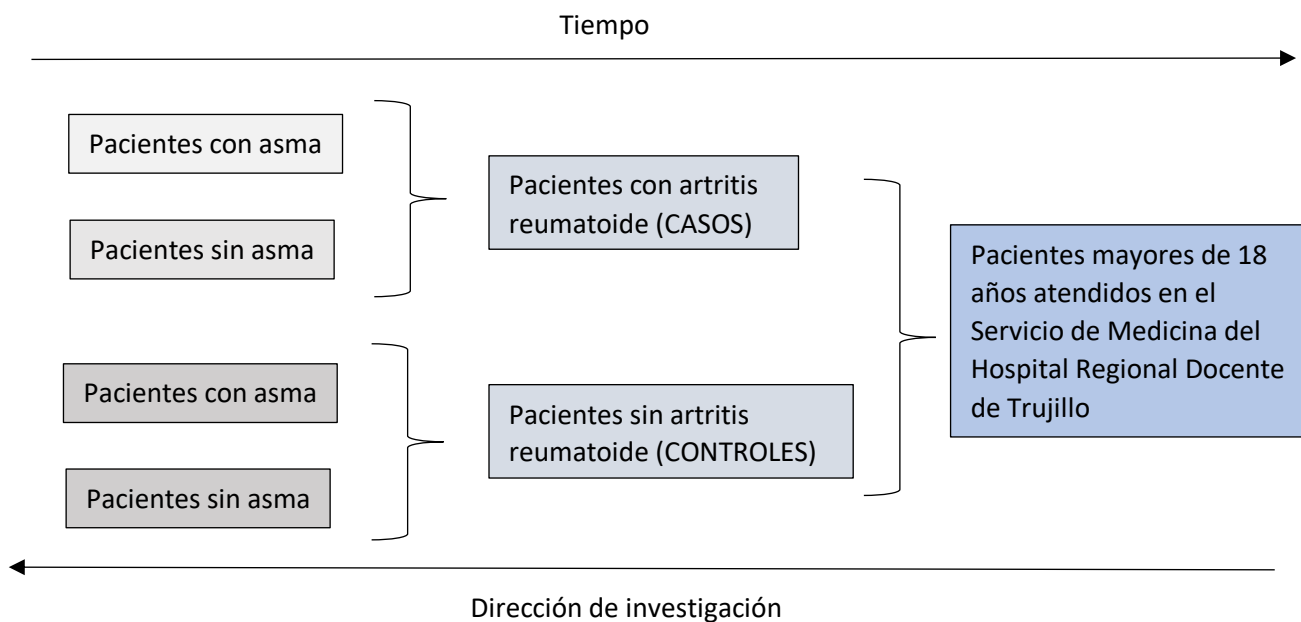 Tiempo
Pacientes con asma
Pacientes sin asma
Pacientes con artritis
reumatoide (CASOS)
Pacientes con asma
Pacientes sin asma
Pacientes sin artritis
reumatoide (CONTROLES)
Pacientes mayores de 18
años atendidos en el
Servicio de Medicina del
Hospital Regional Docente
de Trujillo
Dirección de investigación